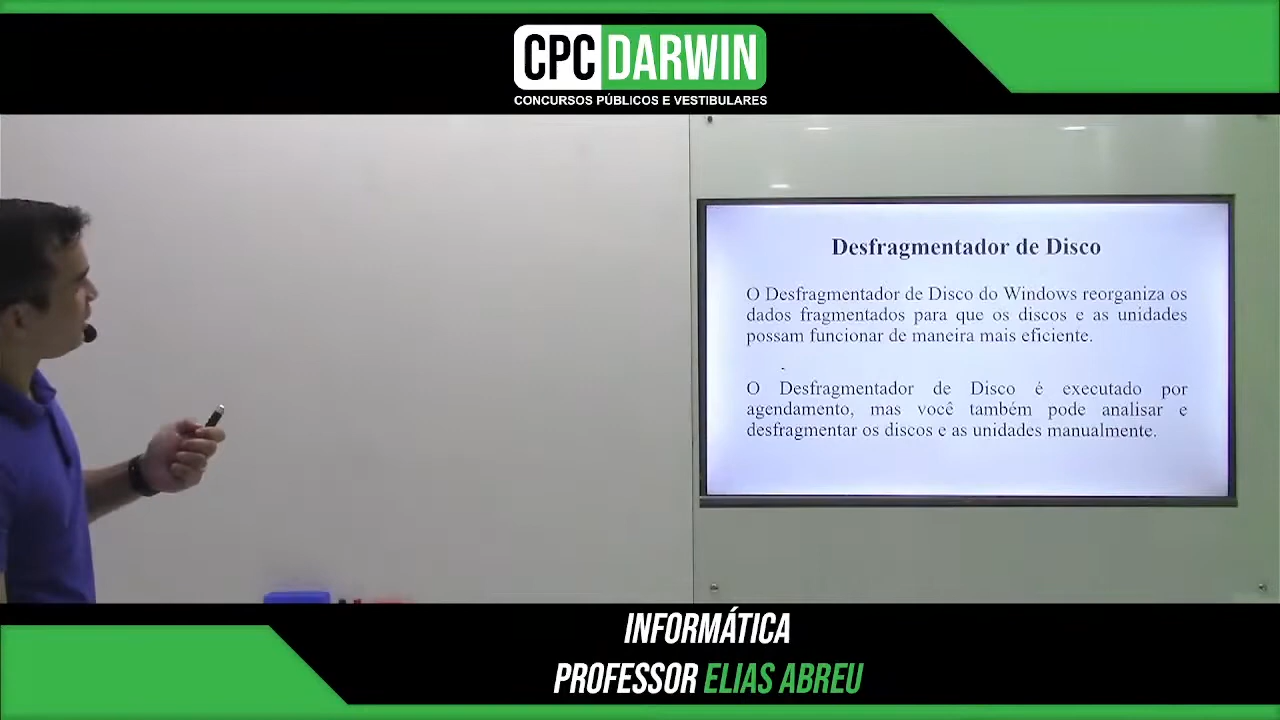 CPC DARWIN
CONCURSOS PÚBLICOS E VESTIBULARES
Desfragmentador de Disco
O Desfragmentador de Disco do Windows reorganiza os
dados fragmentados para que os discos e as unidades
possam funcionar de maneira mais eficiente.
O Desfragmentador de Disco é executado por
agendamento, mas você também pode analisar e
desfragmentar os discos e as unidades manualmente.
INFORMÁTICA
PROFESSOR ELIAS ABREU